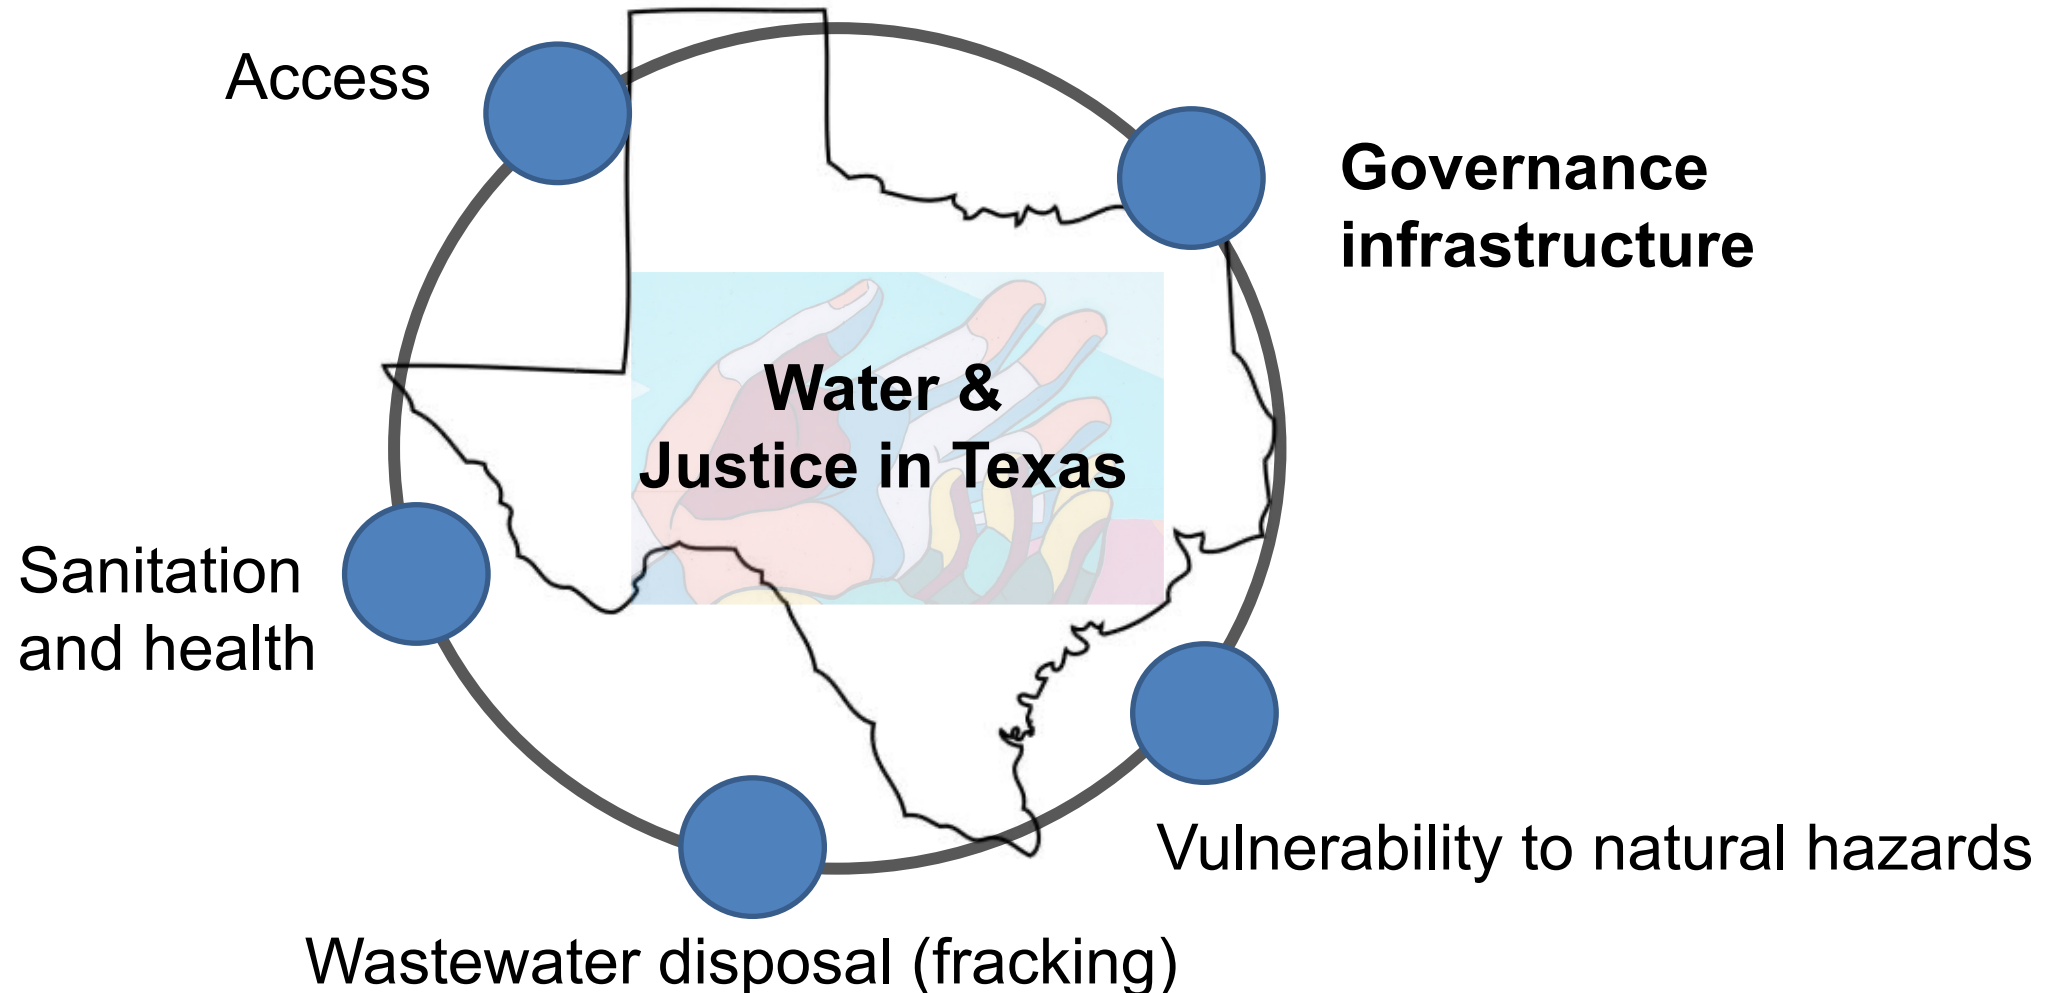 Access
Governance
infrastructure
Water &
Justice in Texas
Sanitation
and health
Vulnerability to natural hazards
Wastewater disposal (fracking)